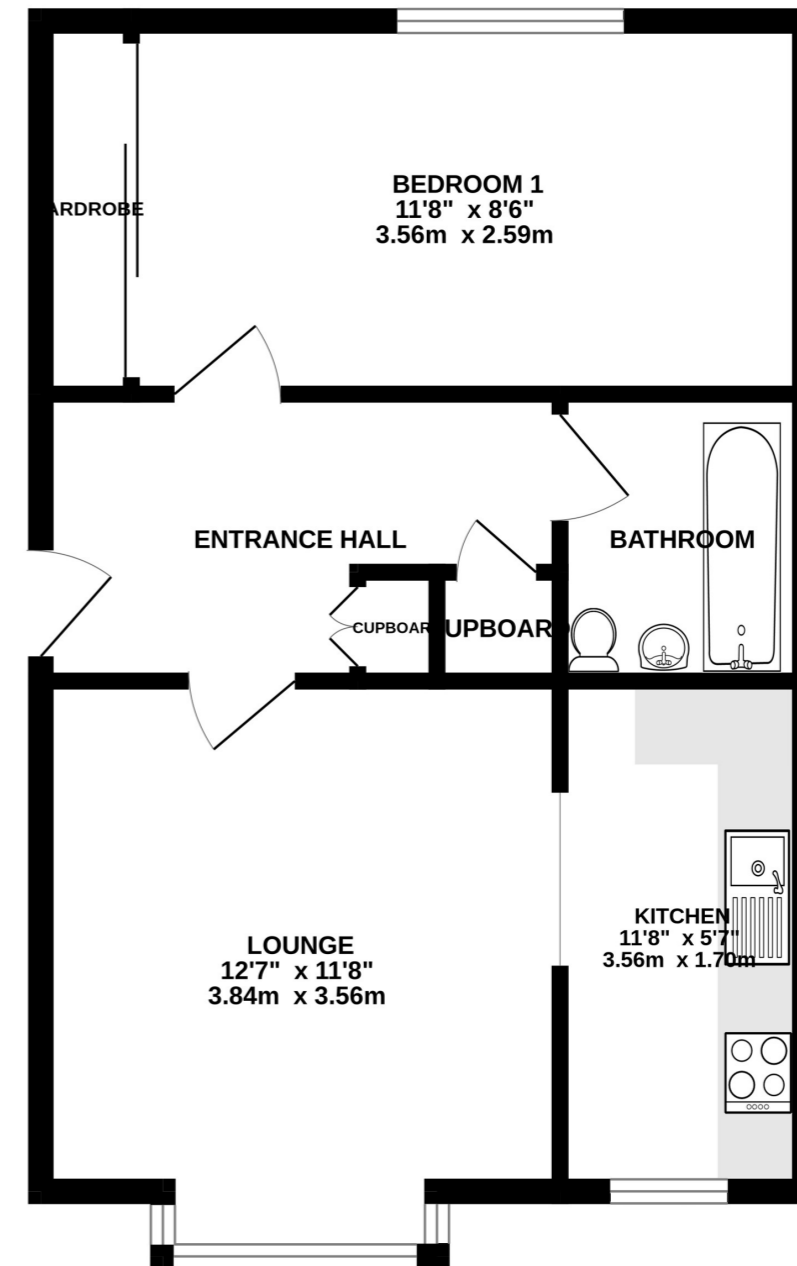 BEDROOM 1
11'8" x 8'6"
3.56m x 2.59m
ARDROBE
ENTRANCE HALL
BATHROOM
CUPBOAR
UPBOARD
KITCHEN
11'8" x 5'7"
3.56m x 1.70m
LOUNGE
12'7" x 11'8"
3.84m x 3.56m